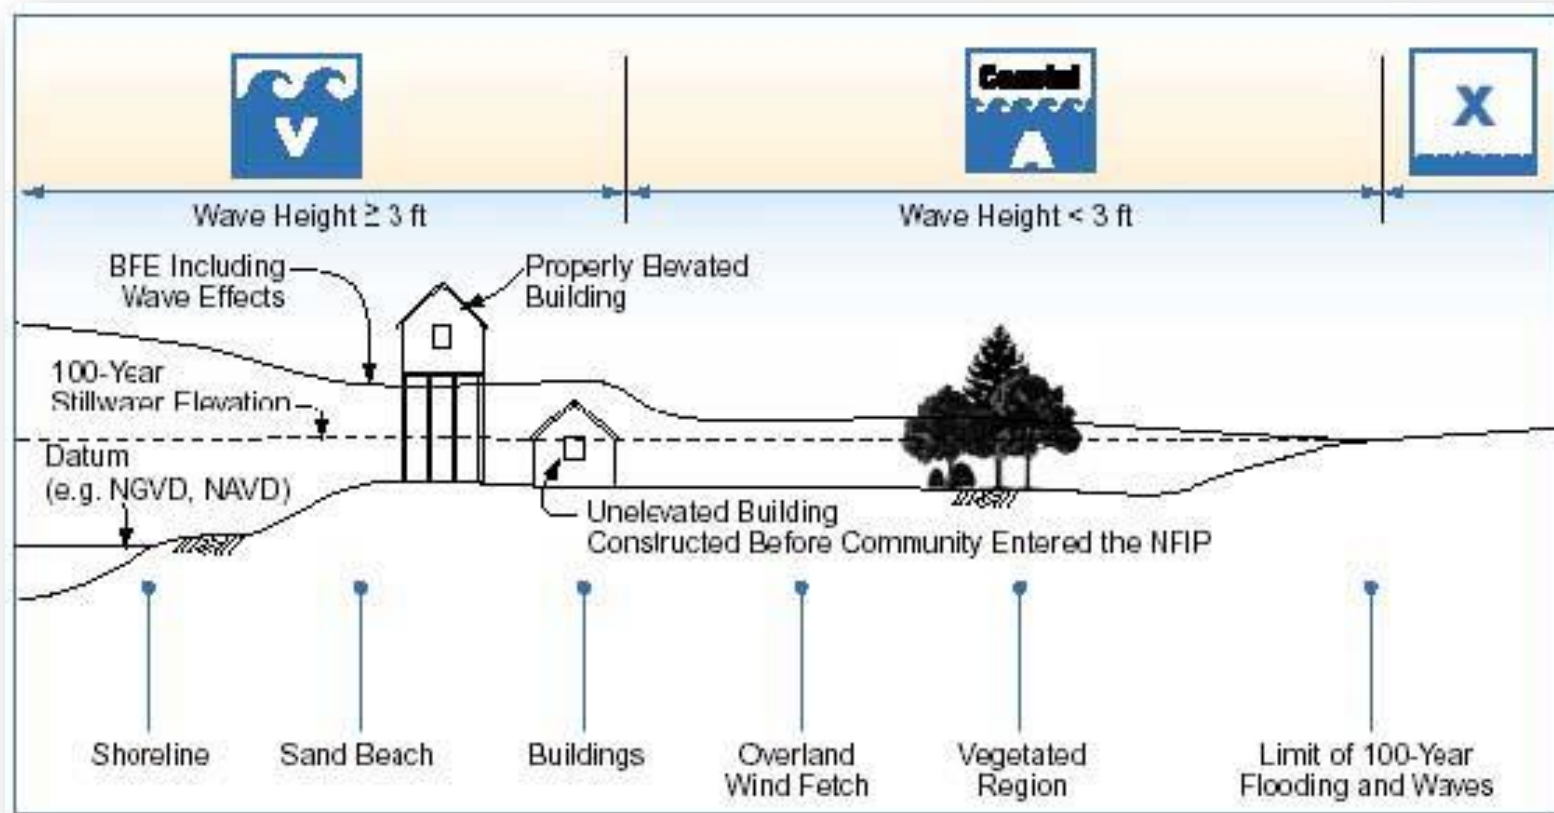 V
Coastal
A
X
Wave Height ≥ 3 ft
Wave Height < 3 ft
BFE Including
Wave Effects
Properly Elevated
Building
100-Year
Stillwater Elevation
Datum
(e.g. NGVD, NAVD)
Unelevated Building
Constructed Before Community Entered the NFIP
Shoreline
Sand Beach
Buildings
Overland
Wind Fetch
Vegetated
Region
Limit of 100-Year
Flooding and Waves